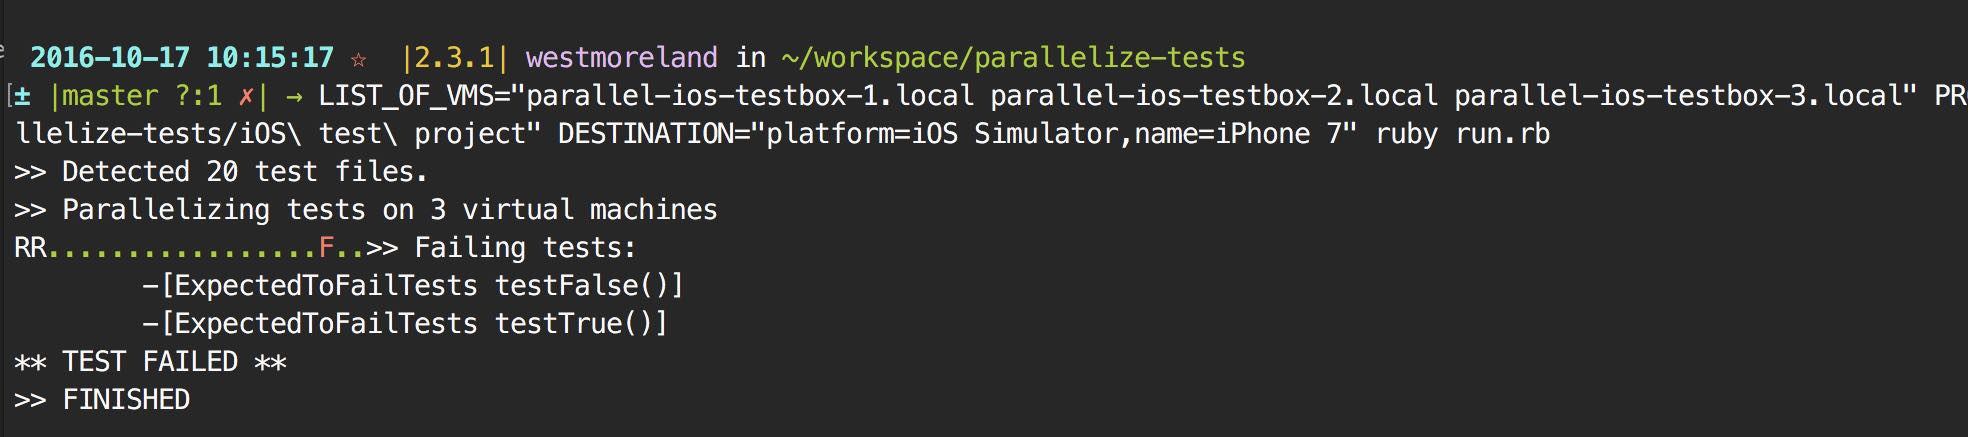 2016-10-17 10:15:17 ☆ |2.3.1| westmoreland in ~/workspace/parallelize-tests
± |master ?:1 ✗| → LIST_OF_VMS="parallel-ios-testbox-1.local parallel-ios-testbox-2.local parallel-ios-testbox-3.local"
llelize-tests/iOS\ test\ project" DESTINATION="platform=iOS Simulator,name=iPhone 7" ruby run.rb
>> Detected 20 test files.
>> Parallelizing tests on 3 virtual machines
RR.................F..>> Failing tests:
-[ExpectedToFailTests testFalse()]
-[ExpectedToFailTests testTrue()]
** TEST FAILED **
>> FINISHED